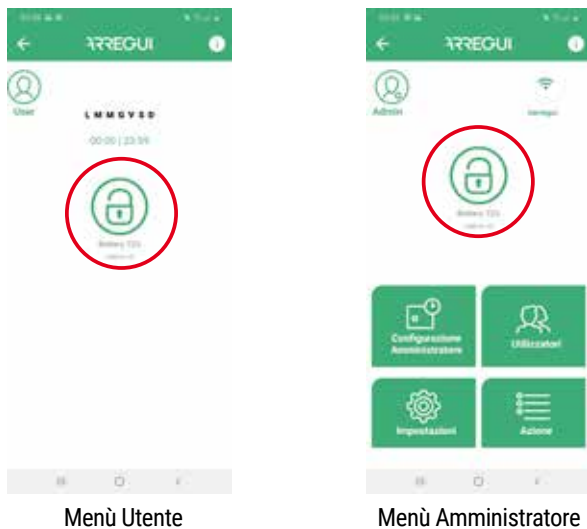 ARREGUI
User
L M M G V S D
00:00 | 23:59
ARREGUI
Admin
Configurazione
Amministratore
Utilizzatori
Impostazioni
Azione
Menù Utente
Menù Amministratore